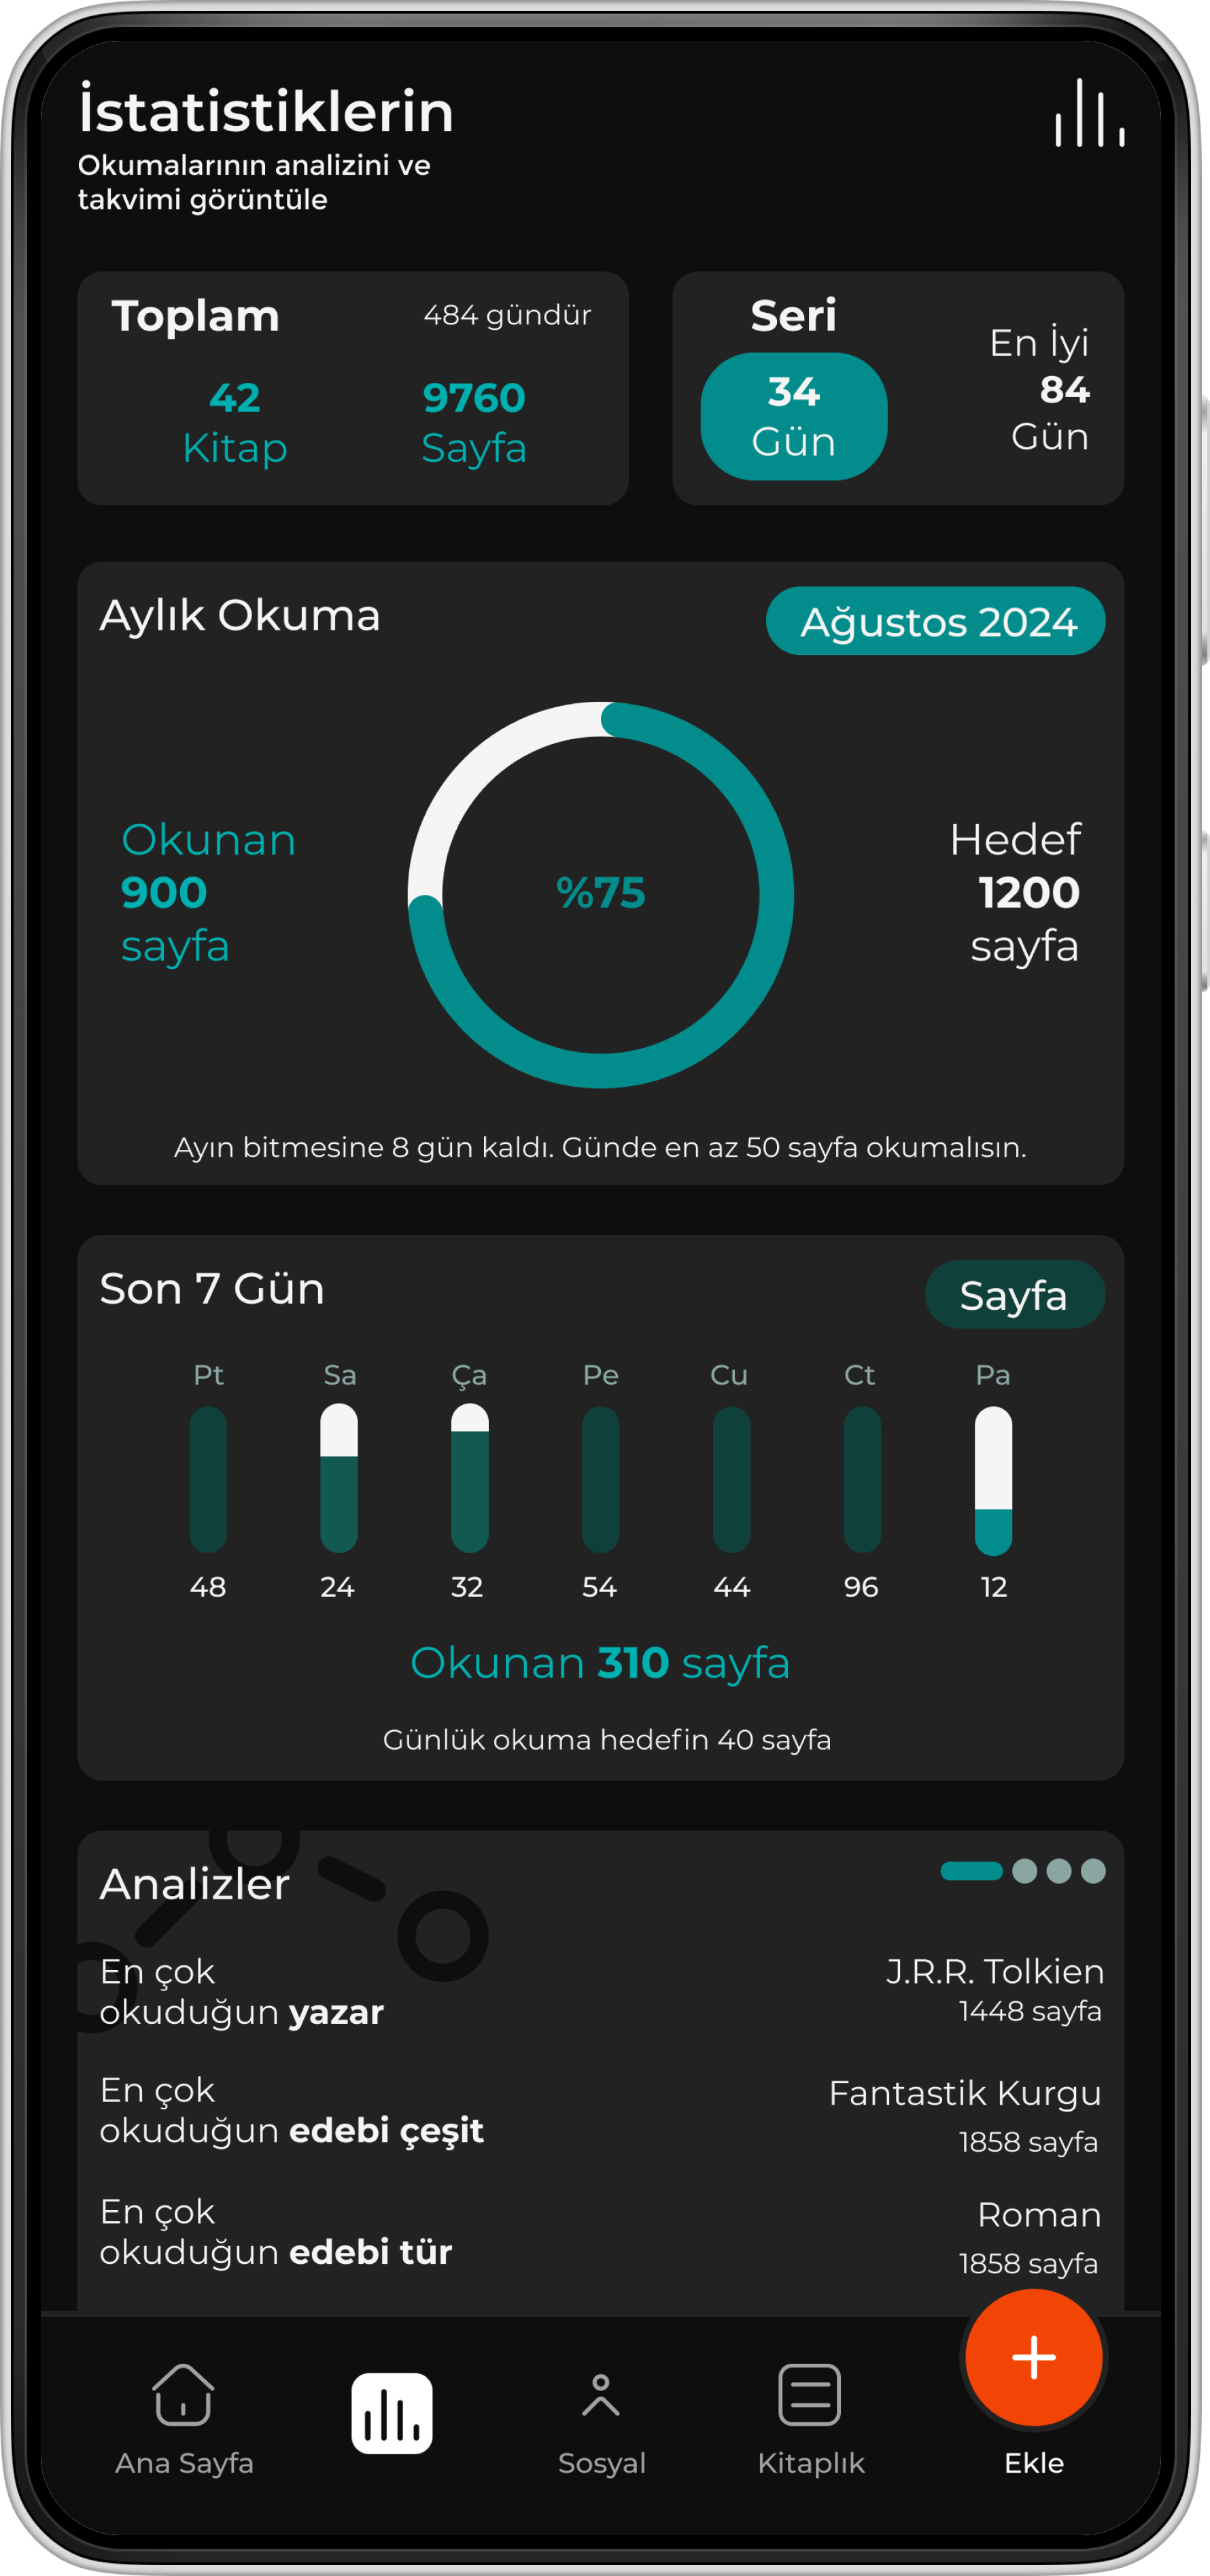 İstatistiklerin
Okumalarının analizini ve
takvimi görüntüle
Toplam
484 gündür
42
Kitap
9760
Sayfa
Seri
34
Gün
En İyi
84
Gün
Aylık Okuma
Ağustos 2024
Okunan
900
sayfa
%75
Hedef
1200
sayfa
Ayın bitmesine 8 gün kaldı. Günde en az 50 sayfa okumalısın.
Son 7 Gün
Sayfa
Pt Sa Ça Pe Cu Ct Pa
48 24 32 54 44 96 12
Okunan 310 sayfa
Günlük okuma hedefin 40 sayfa
Analizler
En çok
okuduğun yazar
J.R.R. Tolkien
1448 sayfa
En çok
okuduğun edebi çeşit
Fantastik Kurgu
1858 sayfa
En çok
okuduğun edebi tür
Roman
1858 sayfa
Ana Sayfa
Sosyal
Kitaplık
Ekle